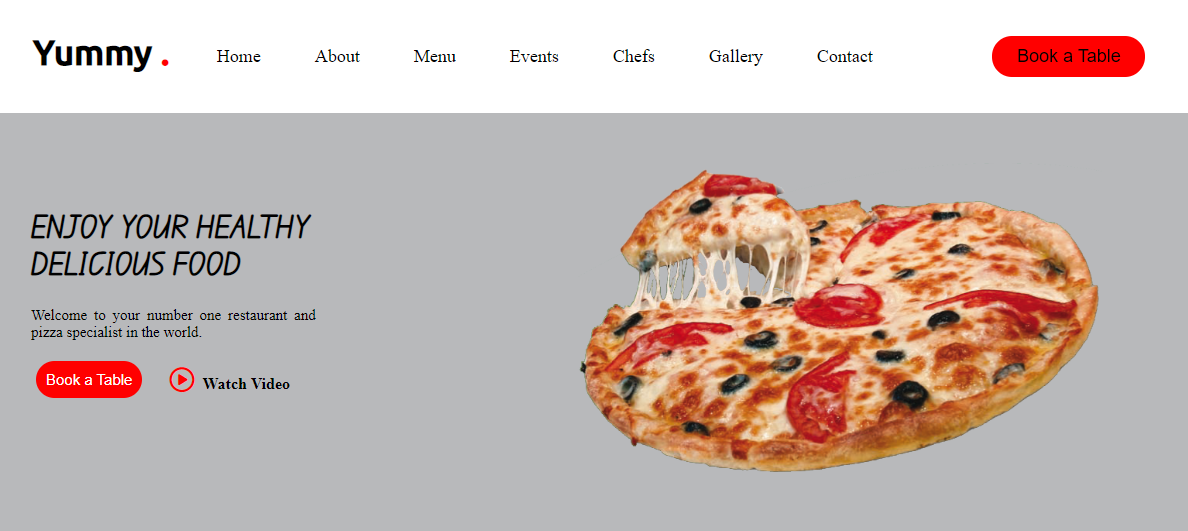 Yummy . Home About Menu Events Chefs Gallery Contact Book a Table
ENJOY YOUR HEALTHY
DELICIOUS FOOD
Welcome to your number one restaurant and
pizza specialist in the world.
Book a Table Watch Video